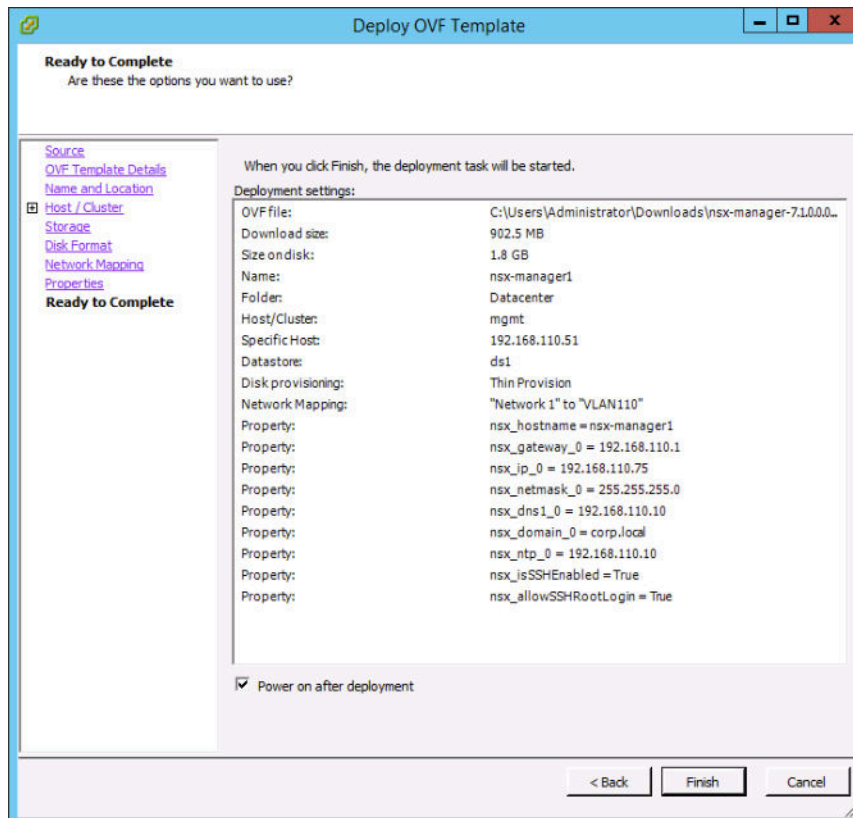 Deploy OVF Template
Ready to Complete
Are these the options you want to use?
Source
OVF Template Details
Name and Location
Host / Cluster
Storage
Disk Format
Network Mapping
Properties
Ready to Complete
When you click Finish, the deployment task will be started.
Deployment settings:
OVF file: C:\Users\Administrator\Downloads\nsx-manager-7.1.0.0.0...
Download size: 902.5 MB
Size on disk: 1.8 GB
Name: nsx-manager1
Folder: Datacenter
Host/Cluster: mgmt
Specific Host: 192.168.110.51
Datastore: ds1
Disk provisioning: Thin Provision
Network Mapping: "Network 1" to "VLAN110"
Property: nsx_hostname = nsx-manager1
Property: nsx_gateway_0 = 192.168.110.1
Property: nsx_ip_0 = 192.168.110.75
Property: nsx_netmask_0 = 255.255.255.0
Property: nsx_dns1_0 = 192.168.110.10
Property: nsx_domain_0 = corp.local
Property: nsx_ntp_0 = 192.168.110.10
Property: nsx_isSSHEnabled = True
Property: nsx_allowSSHRootLogin = True
Power on after deployment
< Back Finish Cancel